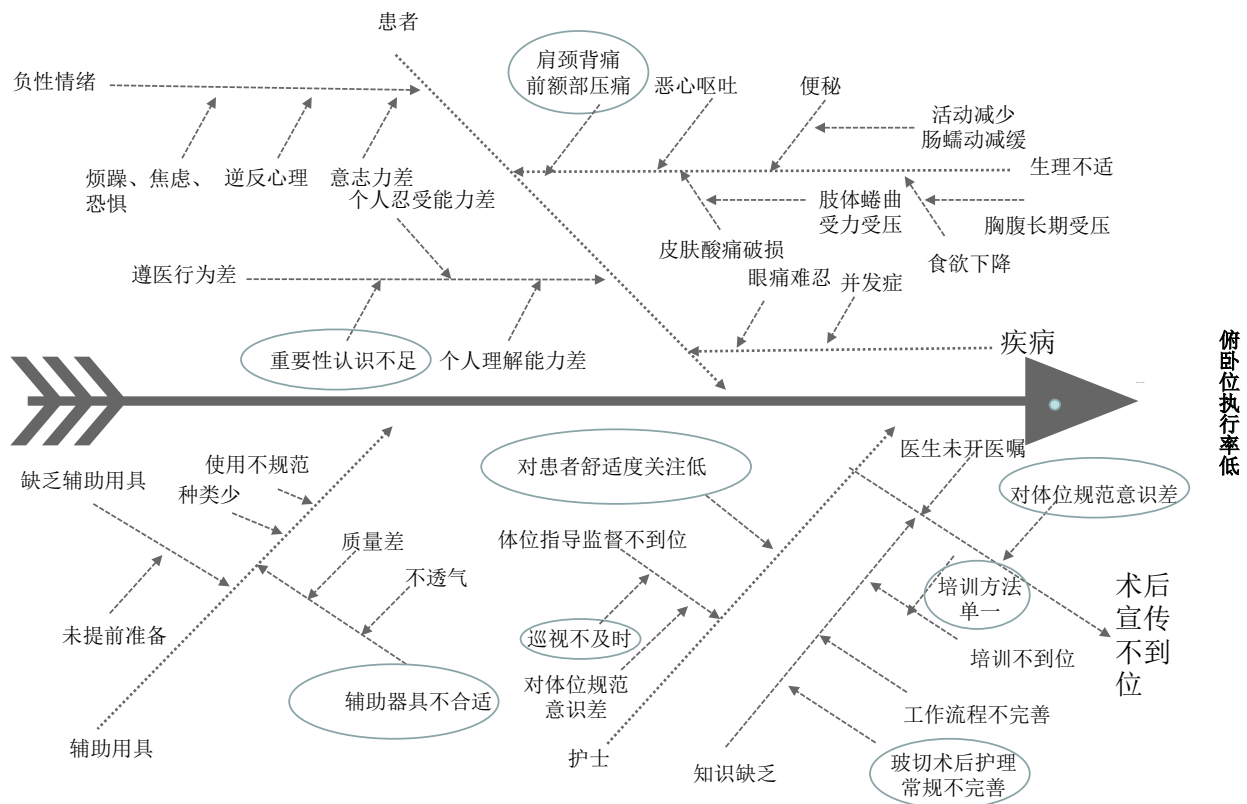 患者
负性情绪
肩颈背痛
前额部压痛
恶心呕吐
便秘
活动减少
肠蠕动减缓
生理不适
烦躁、焦虑、
恐惧
逆反心理
意志力差
个人忍受能力差
肢体蜷曲
受力受压
胸腹长期受压
皮肤酸痛破损
食欲下降
遵医行为差
眼痛难忍
并发症
重要性认识不足
个人理解能力差
疾病
俯卧位执行率低
缺乏辅助用具
使用不规范
种类少
对患者舒适度关注低
医生未开医嘱
对体位规范意识差
质量差
体位指导监督不到位
不透气
培训方法
单一
术后
宣传
不到
位
未提前准备
巡视不及时
培训不到位
对体位规范
意识差
辅助器具不合适
工作流程不完善
辅助用具
护士
知识缺乏
玻切术后护理
常规不完善